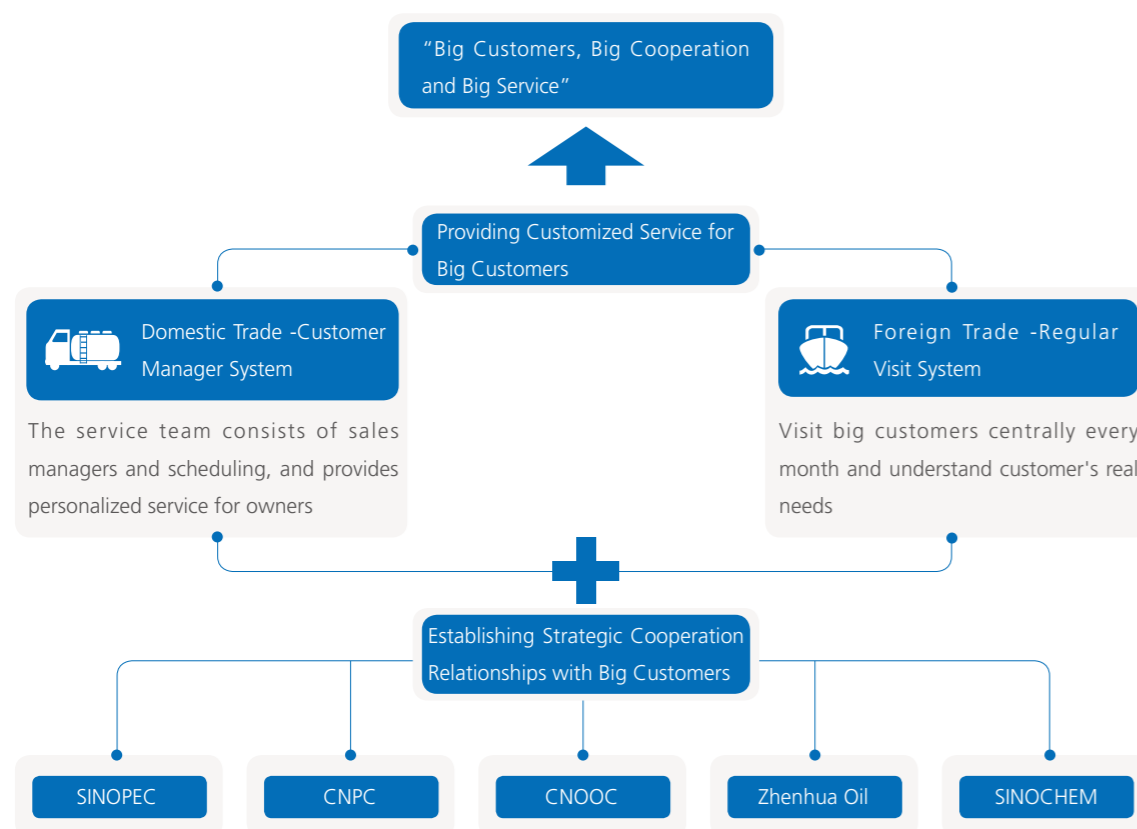 “Big Customers, Big Cooperation
and Big Service”
Providing Customized Service for
Big Customers
Domestic Trade -Customer
Manager System
The service team consists of sales
managers and scheduling, and provides
personalized service for owners
Foreign Trade -Regular
Visit System
Visit big customers centrally every
month and understand customer's real
needs
Establishing Strategic Cooperation
Relationships with Big Customers
SINOPEC
CNPC
CNOOC
Zhenhua Oil
SINOCHEM